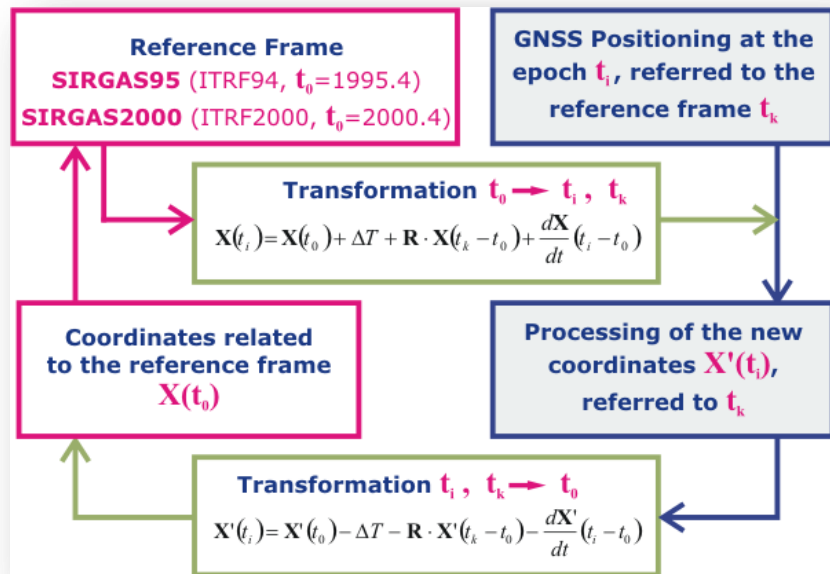 Reference Frame
SIRGAS95 (ITRF94, t₀=1995.4)
SIRGAS2000 (ITRF2000, t₀=2000.4)
GNSS Positioning at the
epoch tᵢ, referred to the
reference frame tₖ
Transformation t₀ → tᵢ , tₖ
X(tᵢ)= X(t₀)+ ΔT + R · X(tₖ − t₀)+ dX/dt (tᵢ − t₀)
Coordinates related
to the reference frame
X(t₀)
Processing of the new
coordinates X'(tᵢ),
referred to tₖ
Transformation tᵢ , tₖ → t₀
X'(tᵢ)= X'(t₀)− ΔT − R · X'(tₖ − t₀)− dX'/dt (tᵢ − t₀)